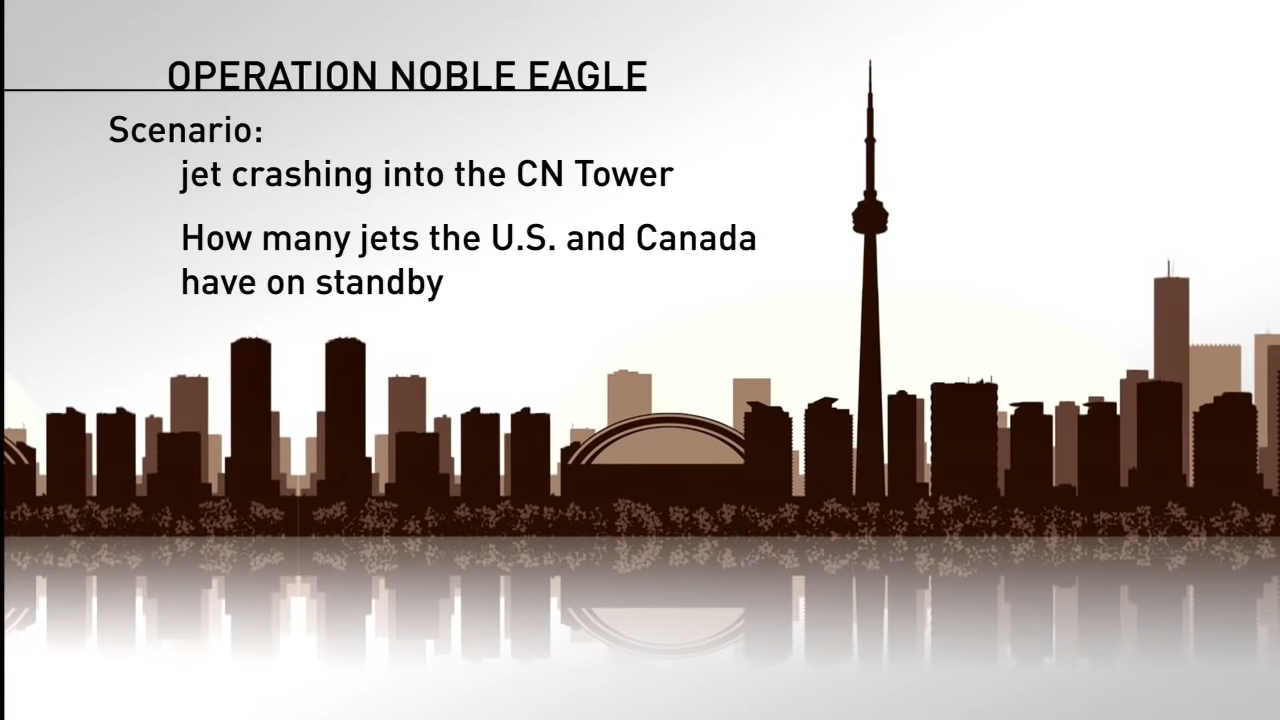 OPERATION NOBLE EAGLE
Scenario:
jet crashing into the CN Tower
How many jets the U.S. and Canada
have on standby